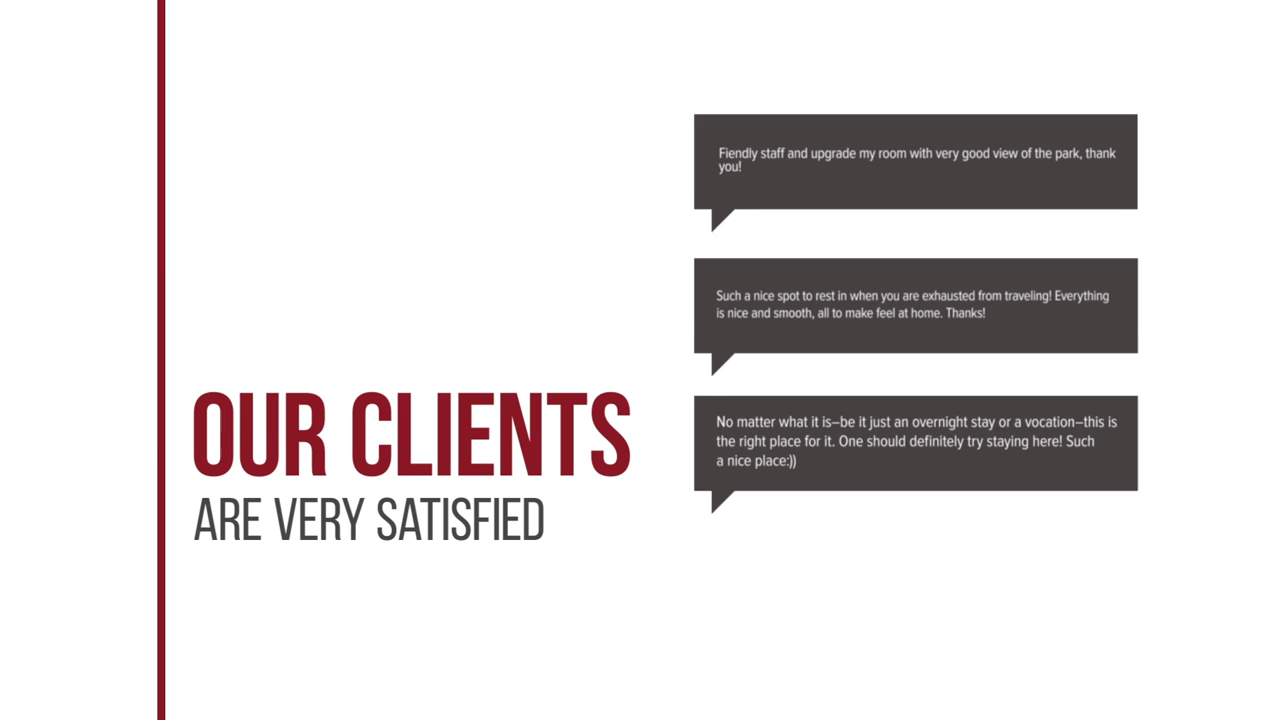 OUR CLIENTS
ARE VERY SATISFIED
Fiendly staff and upgrade my room with very good view of the park, thank
you!
Such a nice spot to rest in when you are exhausted from traveling! Everything
is nice and smooth, all to make feel at home. Thanks!
No matter what it is–be it just an overnight stay or a vocation–this is
the right place for it. One should definitely try staying here! Such
a nice place:))